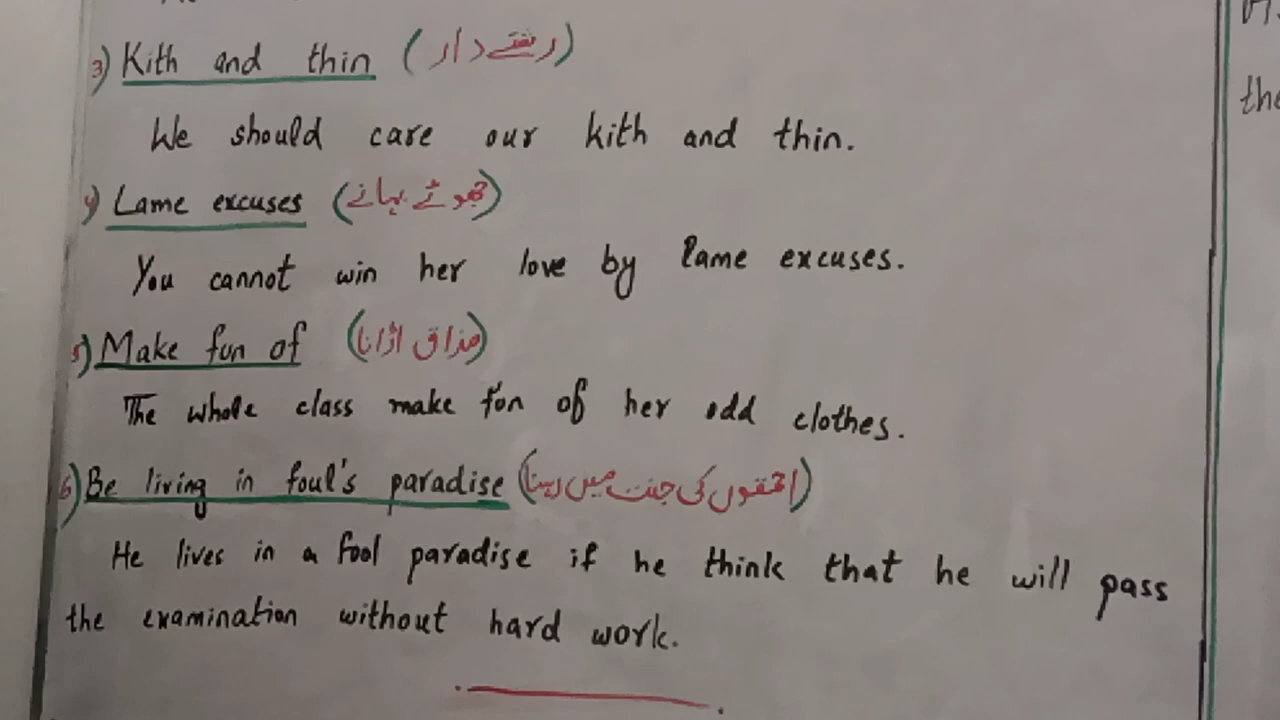 3) Kith and thin (رشتے دار)
We should care our kith and thin.
4) Lame excuses (جھوٹے بہانے)
You cannot win her love by lame excuses.
5) Make fun of (مذاق اڑانا)
The whole class make fun of her odd clothes.
6) Be living in foul's paradise (احمقوں کی جنت میں رہنا)
He lives in a fool paradise if he think that he will pass
the examination without hard work.
the